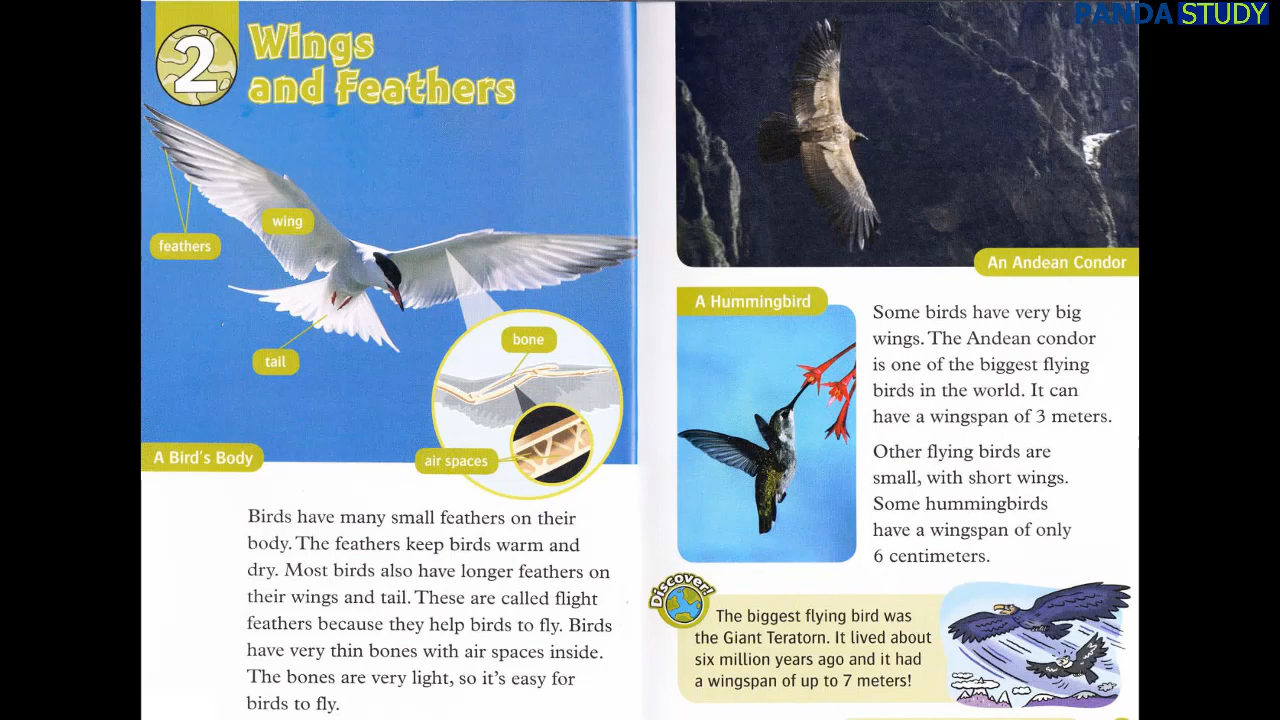 PANDA STUDY
2
Wings
and Feathers
feathers
wing
tail
bone
air spaces
A Bird's Body
Birds have many small feathers on their
body. The feathers keep birds warm and
dry. Most birds also have longer feathers on
their wings and tail. These are called flight
feathers because they help birds to fly. Birds
have very thin bones with air spaces inside.
The bones are very light, so it's easy for
birds to fly.
An Andean Condor
A Hummingbird
Some birds have very big
wings. The Andean condor
is one of the biggest flying
birds in the world. It can
have a wingspan of 3 meters.
Other flying birds are
small, with short wings.
Some hummingbirds
have a wingspan of only
6 centimeters.
Discover!
The biggest flying bird was
the Giant Teratorn. It lived about
six million years ago and it had
a wingspan of up to 7 meters!